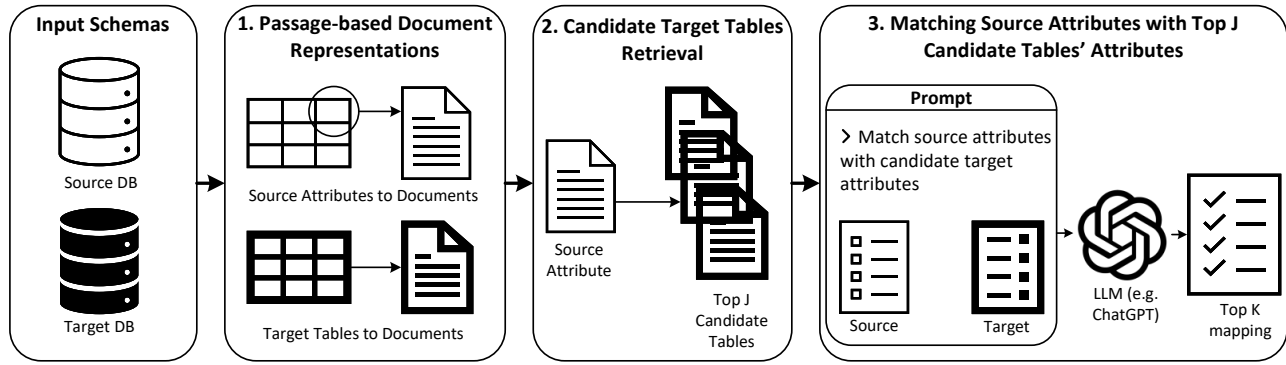 Input Schemas
Source DB
Target DB
1. Passage-based Document
Representations
Source Attributes to Documents
Target Tables to Documents
2. Candidate Target Tables
Retrieval
Source
Attribute
Top J
Candidate
Tables
3. Matching Source Attributes with Top J
Candidate Tables’ Attributes
Prompt
> Match source attributes
with candidate target
attributes
Source
Target
LLM (e.g.
ChatGPT)
Top K
mapping